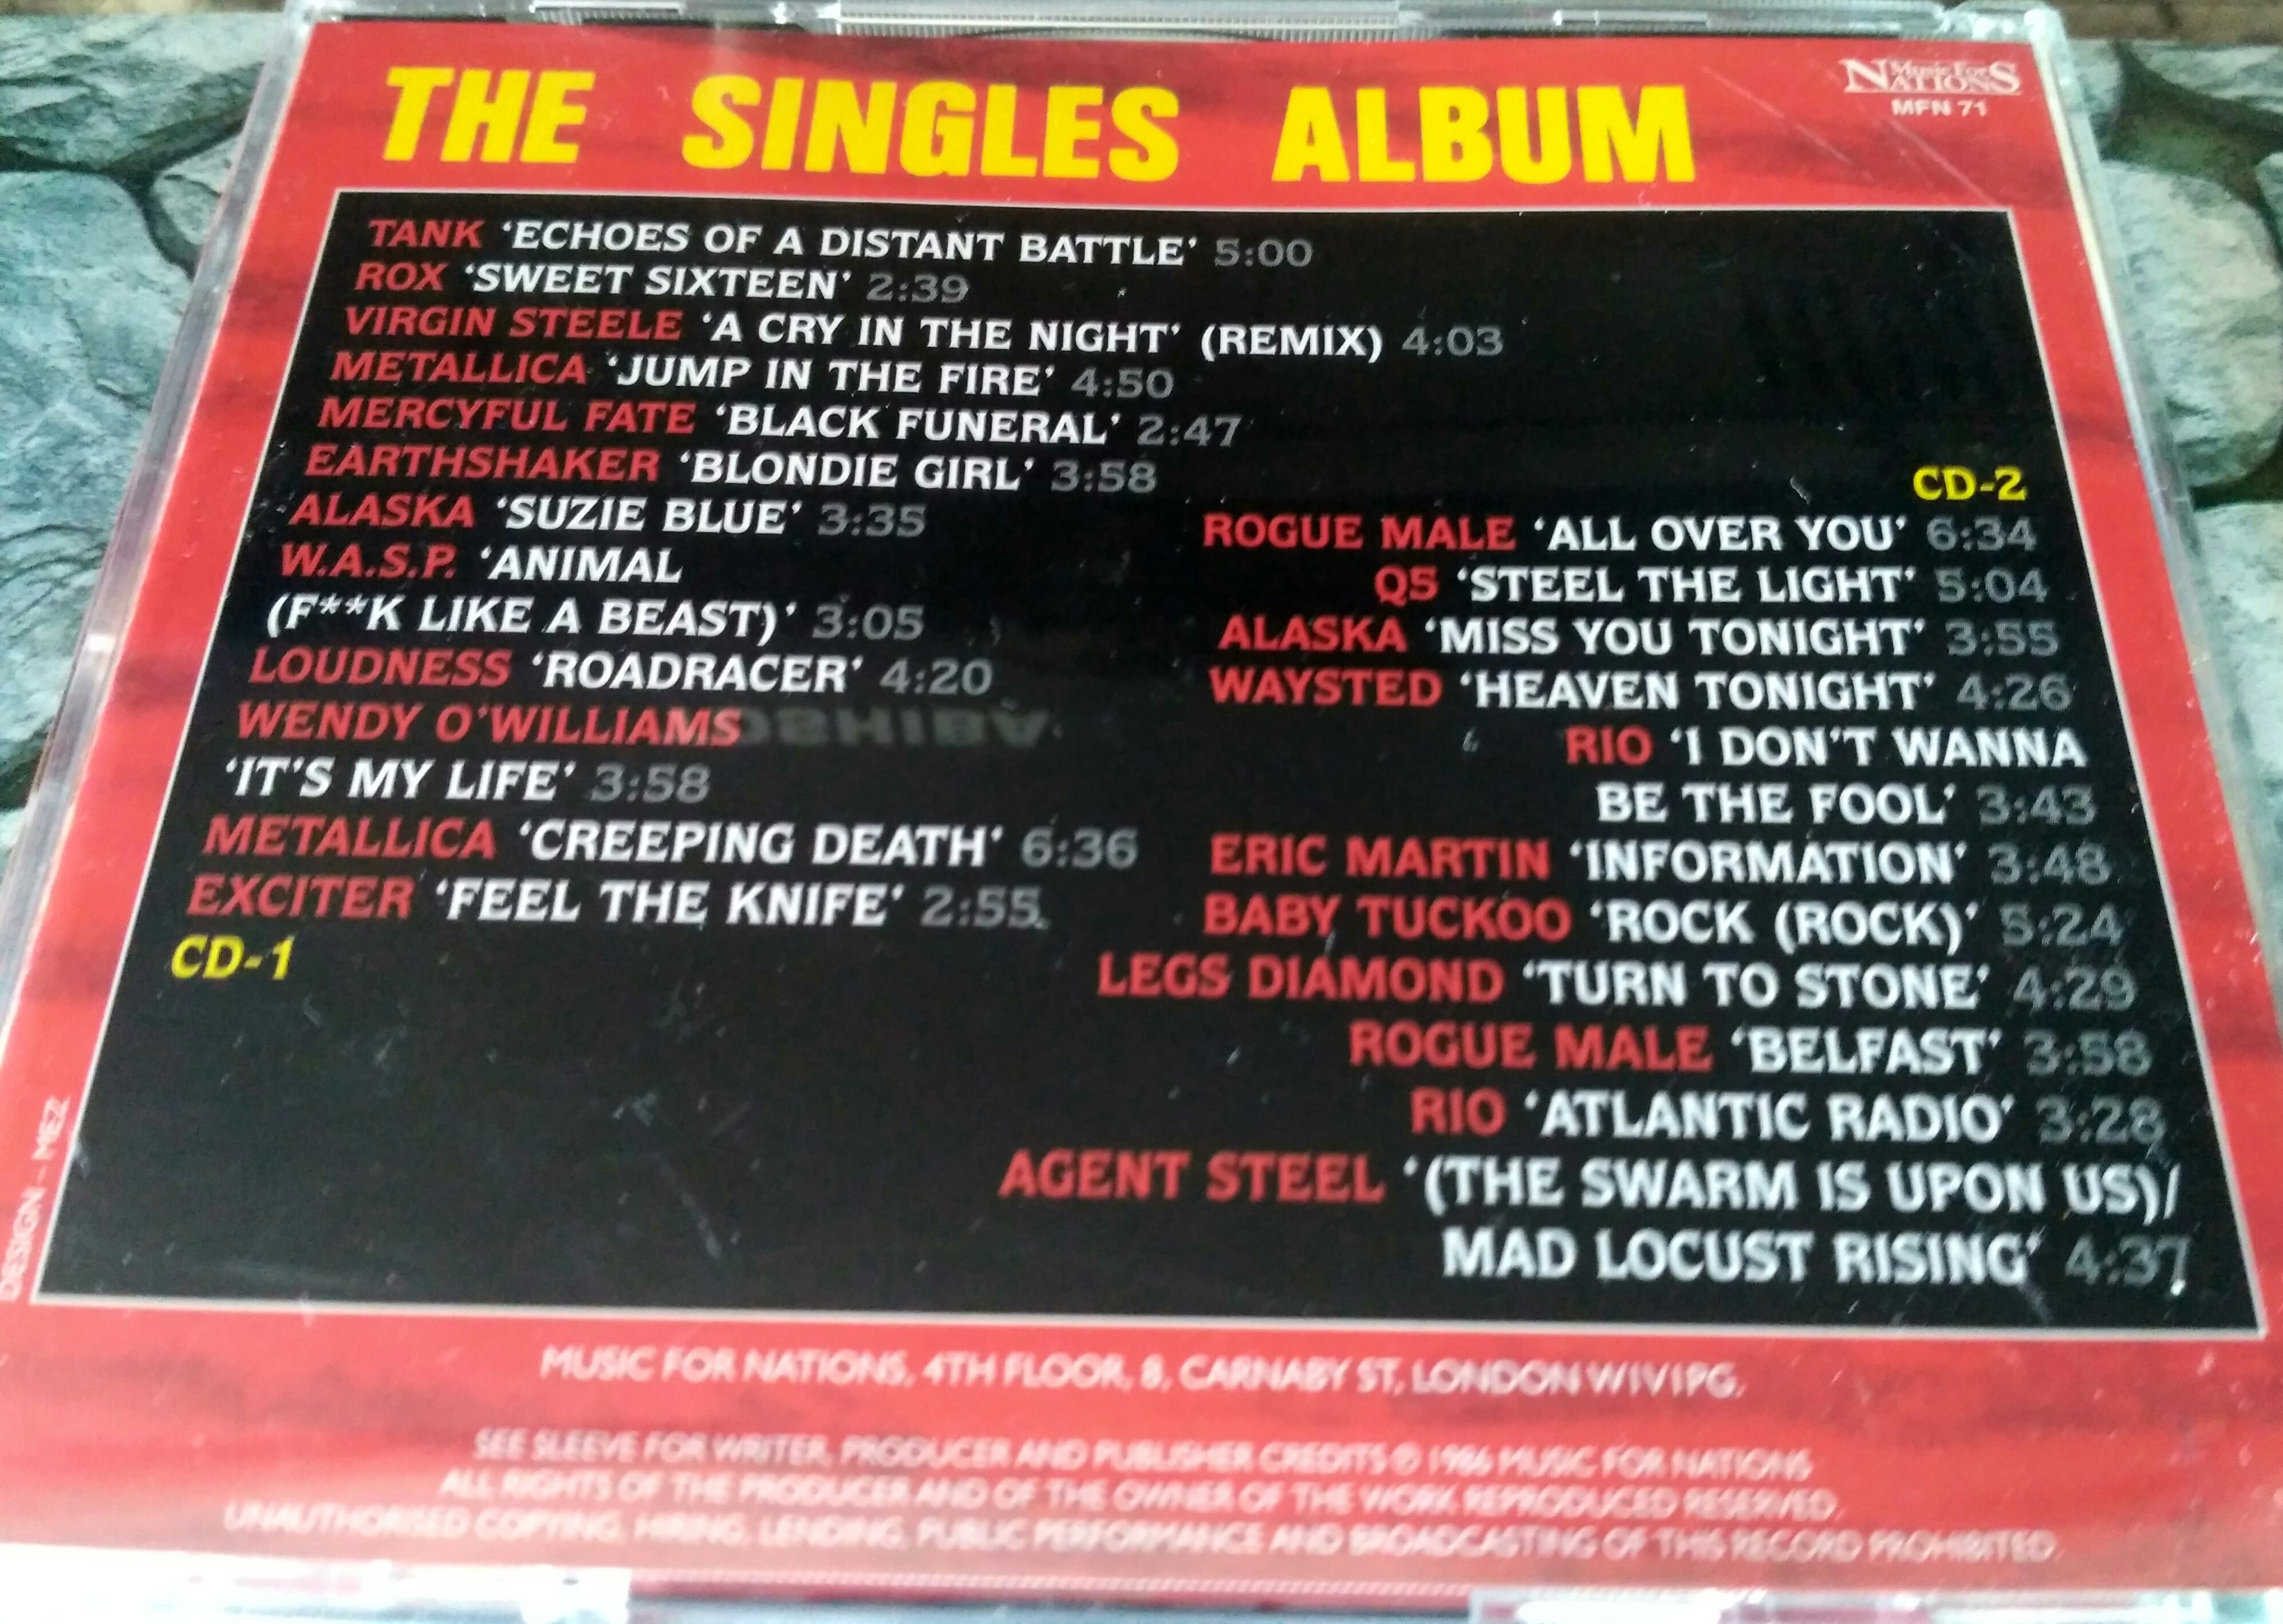 THE SINGLES ALBUM
Music For
NATIONS
MFN 71
TANK 'ECHOES OF A DISTANT BATTLE' 5:00
ROX 'SWEET SIXTEEN' 2:39
VIRGIN STEELE 'A CRY IN THE NIGHT' (REMIX) 4:03
METALLICA 'JUMP IN THE FIRE' 4:50
MERCYFUL FATE 'BLACK FUNERAL' 2:47
EARTHSHAKER 'BLONDIE GIRL' 3:58
ALASKA 'SUZIE BLUE' 3:35
W.A.S.P. 'ANIMAL
(F**K LIKE A BEAST)' 3:05
LOUDNESS 'ROADRACER' 4:20
WENDY O'WILLIAMS
'IT'S MY LIFE' 3:58
METALLICA 'CREEPING DEATH' 6:36
EXCITER 'FEEL THE KNIFE' 2:55
CD-1
CD-2
ROGUE MALE 'ALL OVER YOU' 6:34
Q5 'STEEL THE LIGHT' 5:04
ALASKA 'MISS YOU TONIGHT' 3:55
WAYSTED 'HEAVEN TONIGHT' 4:26
RIO 'I DON'T WANNA
BE THE FOOL' 3:43
ERIC MARTIN 'INFORMATION' 3:48
BABY TUCKOO 'ROCK (ROCK)' 5:24
LEGS DIAMOND 'TURN TO STONE' 4:29
ROGUE MALE 'BELFAST' 3:58
RIO 'ATLANTIC RADIO' 3:28
AGENT STEEL '(THE SWARM IS UPON US)/
MAD LOCUST RISING' 4:37
DESIGN – MEZ
MUSIC FOR NATIONS, 4TH FLOOR, 8, CARNABY ST, LONDON W1V1PG.
SEE SLEEVE FOR WRITER, PRODUCER AND PUBLISHER CREDITS © 1986 MUSIC FOR NATIONS
ALL RIGHTS OF THE PRODUCER AND OF THE OWNER OF THE WORK REPRODUCED RESERVED.
UNAUTHORISED COPYING, HIRING, LENDING, PUBLIC PERFORMANCE AND BROADCASTING OF THIS RECORD PROHIBITED.